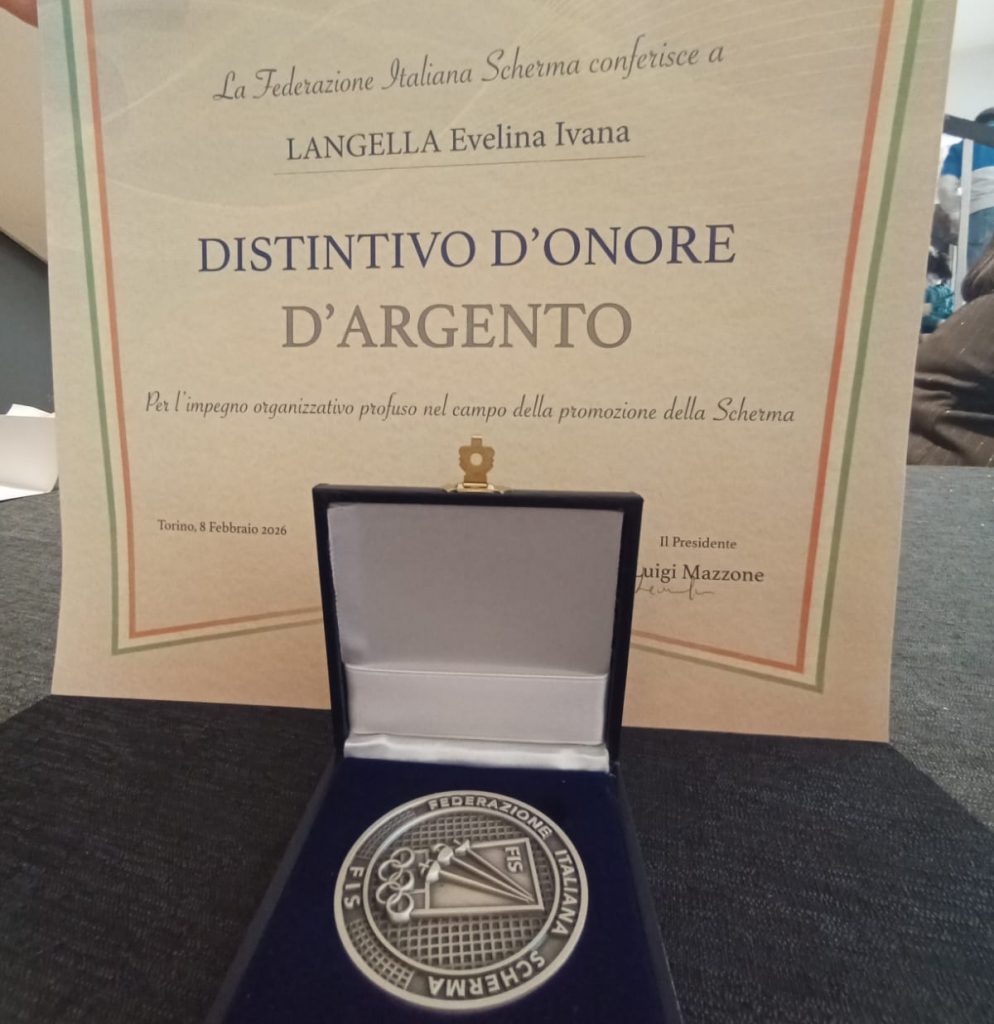 La Federazione Italiana Scherma conferisce a
LANGELLA Evelina Ivana
DISTINTIVO D'ONORE
D'ARGENTO
Per l'impegno organizzativo profuso nel campo della promozione della Scherma
Torino, 8 Febbraio 2026
Il Presidente
Luigi Mazzone
FEDERAZIONE ITALIANA SCHERMA
FIS
FIS